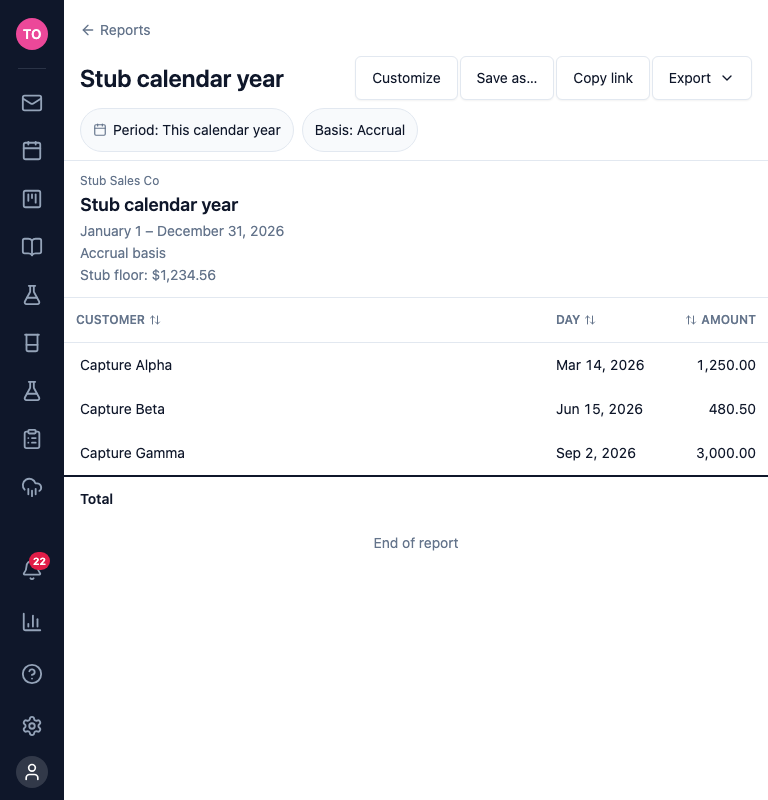 TO
Reports
Stub calendar year
Customize
Save as...
Copy link
Export
Period: This calendar year
Basis: Accrual
Stub Sales Co
Stub calendar year
January 1 – December 31, 2026
Accrual basis
Stub floor: $1,234.56
CUSTOMER DAY AMOUNT
Capture Alpha Mar 14, 2026 1,250.00
Capture Beta Jun 15, 2026 480.50
Capture Gamma Sep 2, 2026 3,000.00
Total
End of report
22